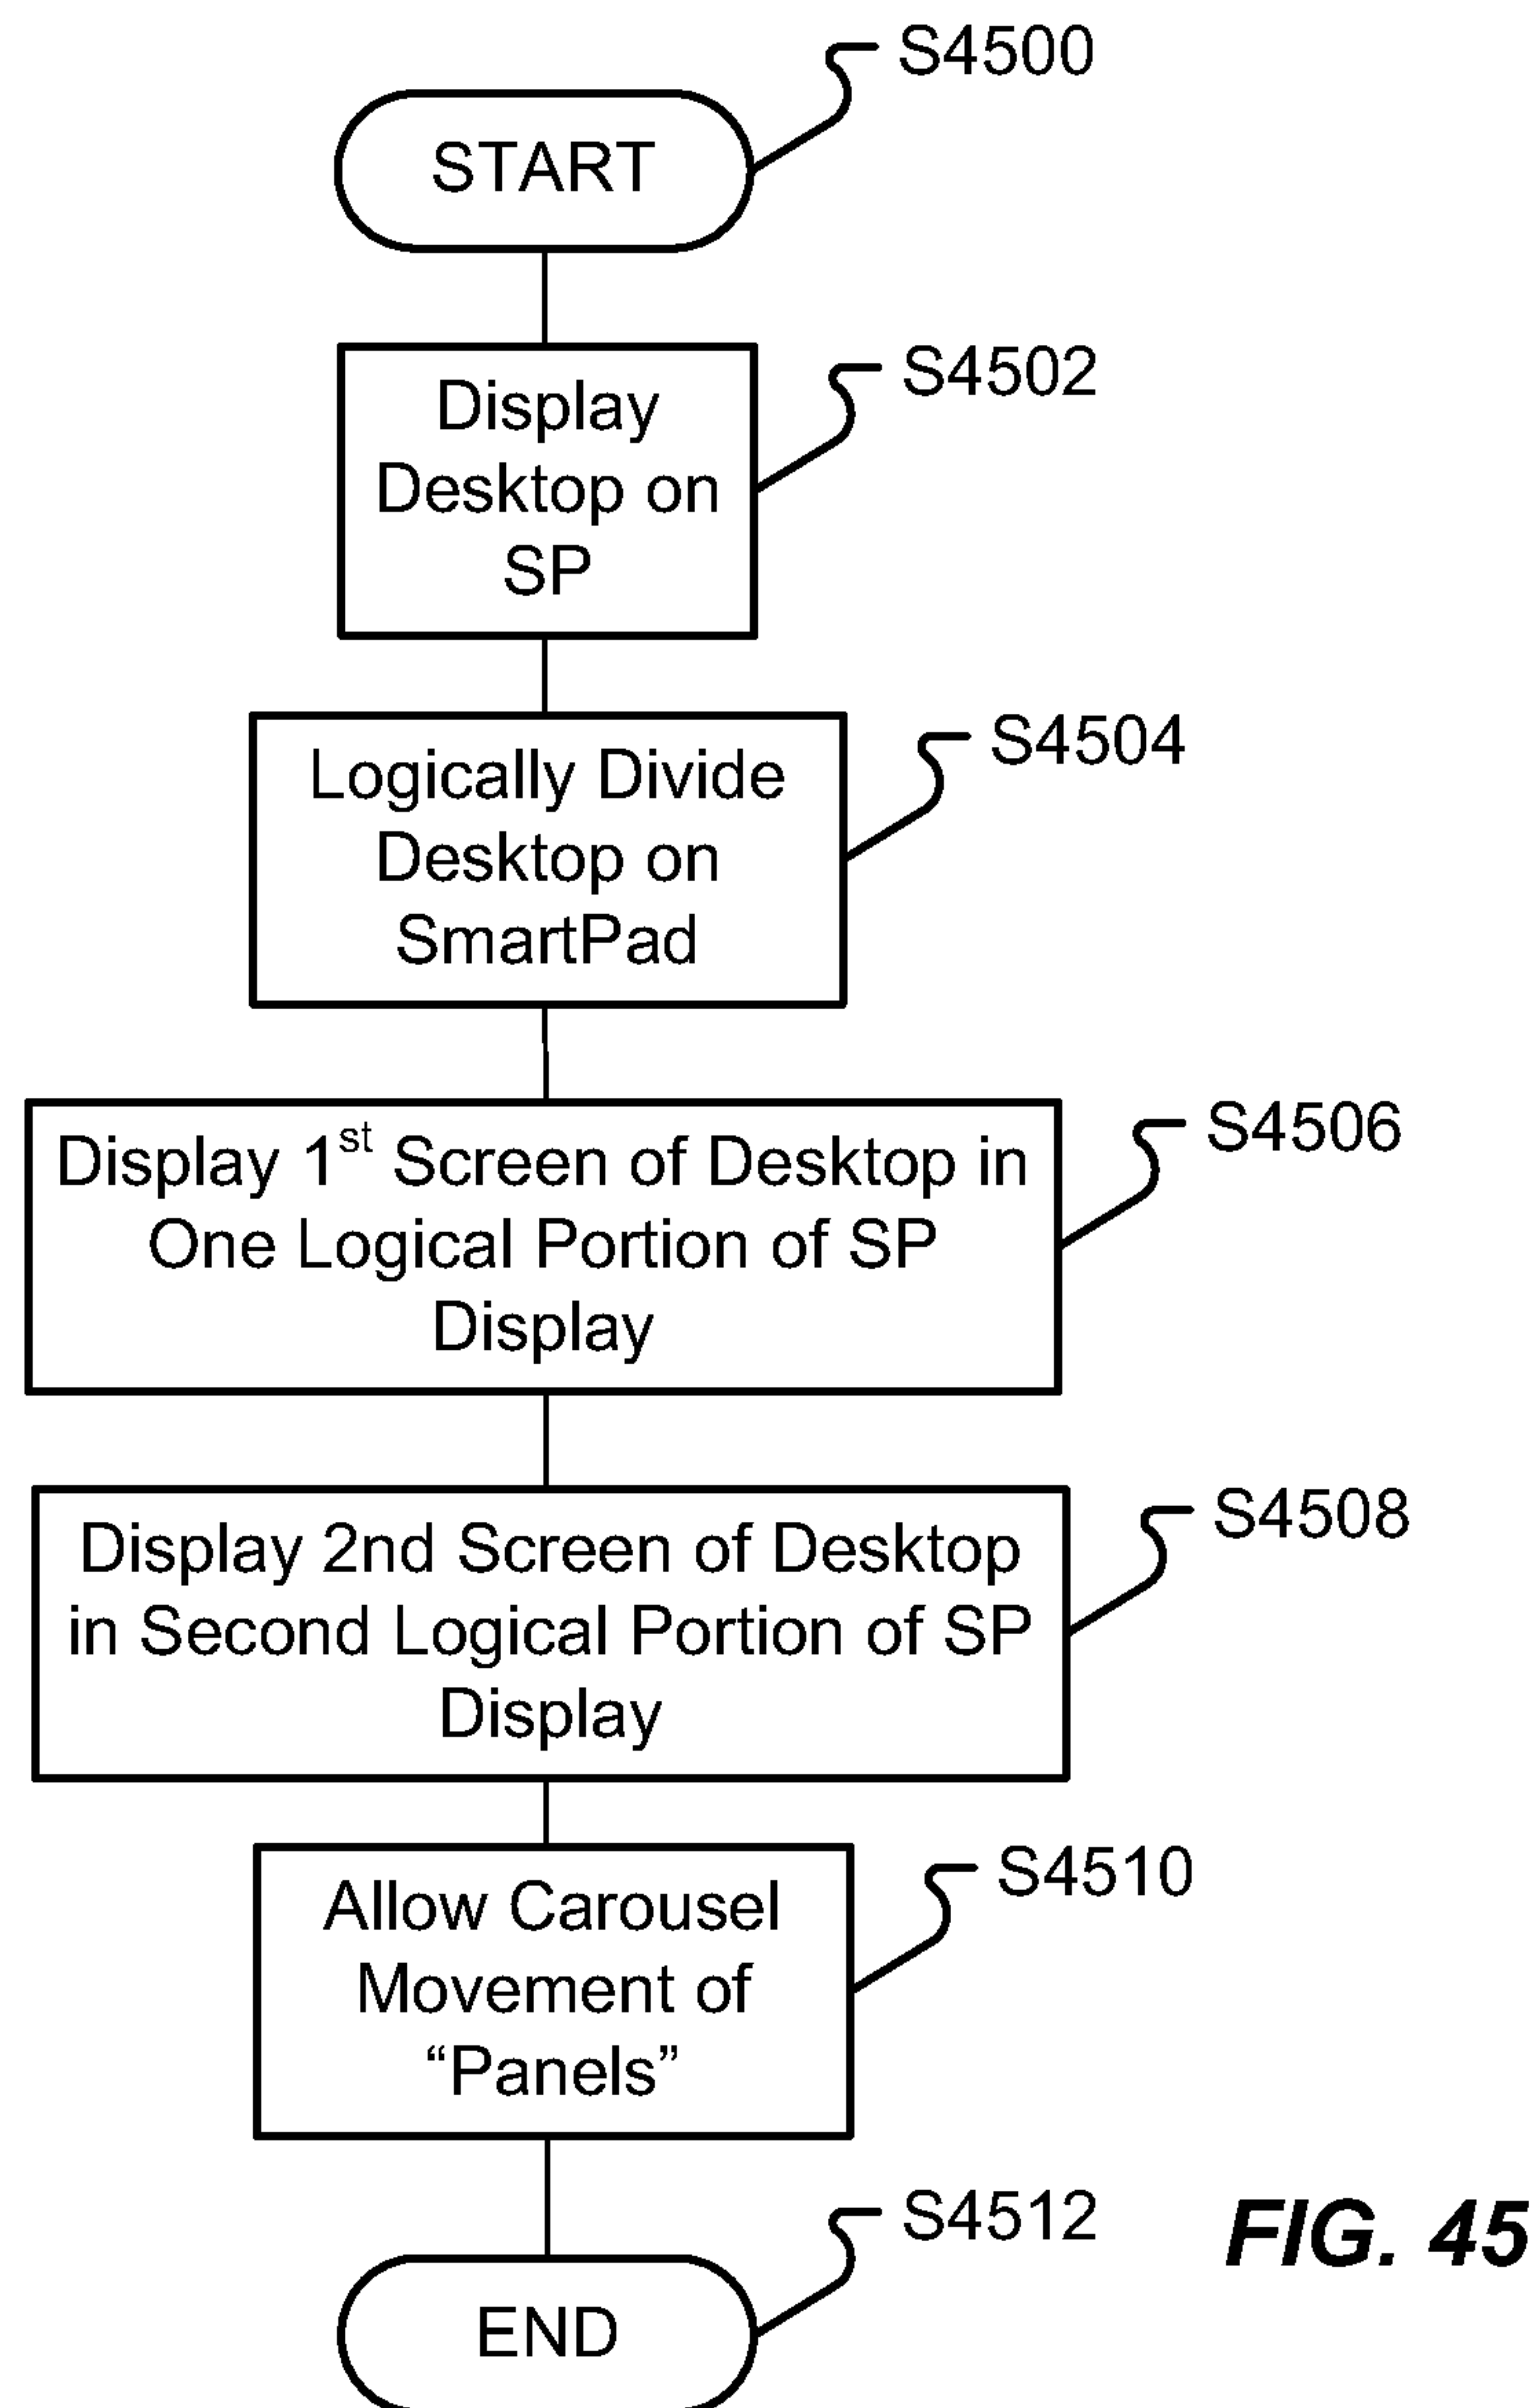 S4500
START
S4502
Display
Desktop on
SP
S4504
Logically Divide
Desktop on
SmartPad
S4506
Display 1st Screen of Desktop in
One Logical Portion of SP
Display
S4508
Display 2nd Screen of Desktop
in Second Logical Portion of SP
Display
S4510
Allow Carousel
Movement of
“Panels”
S4512
FIG. 45
END